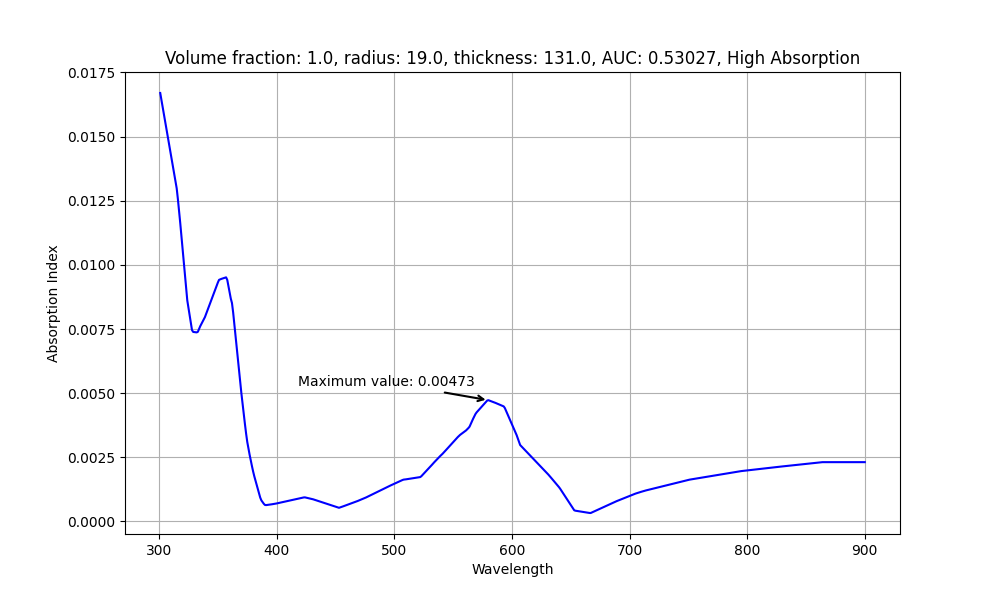 Volume fraction: 1.0, radius: 19.0, thickness: 131.0, AUC: 0.53027, High Absorption
0.0175
0.0150
0.0125
0.0100
0.0075
0.0050
0.0025
0.0000
Absorption Index
Maximum value: 0.00473
300 400 500 600 700 800 900
Wavelength